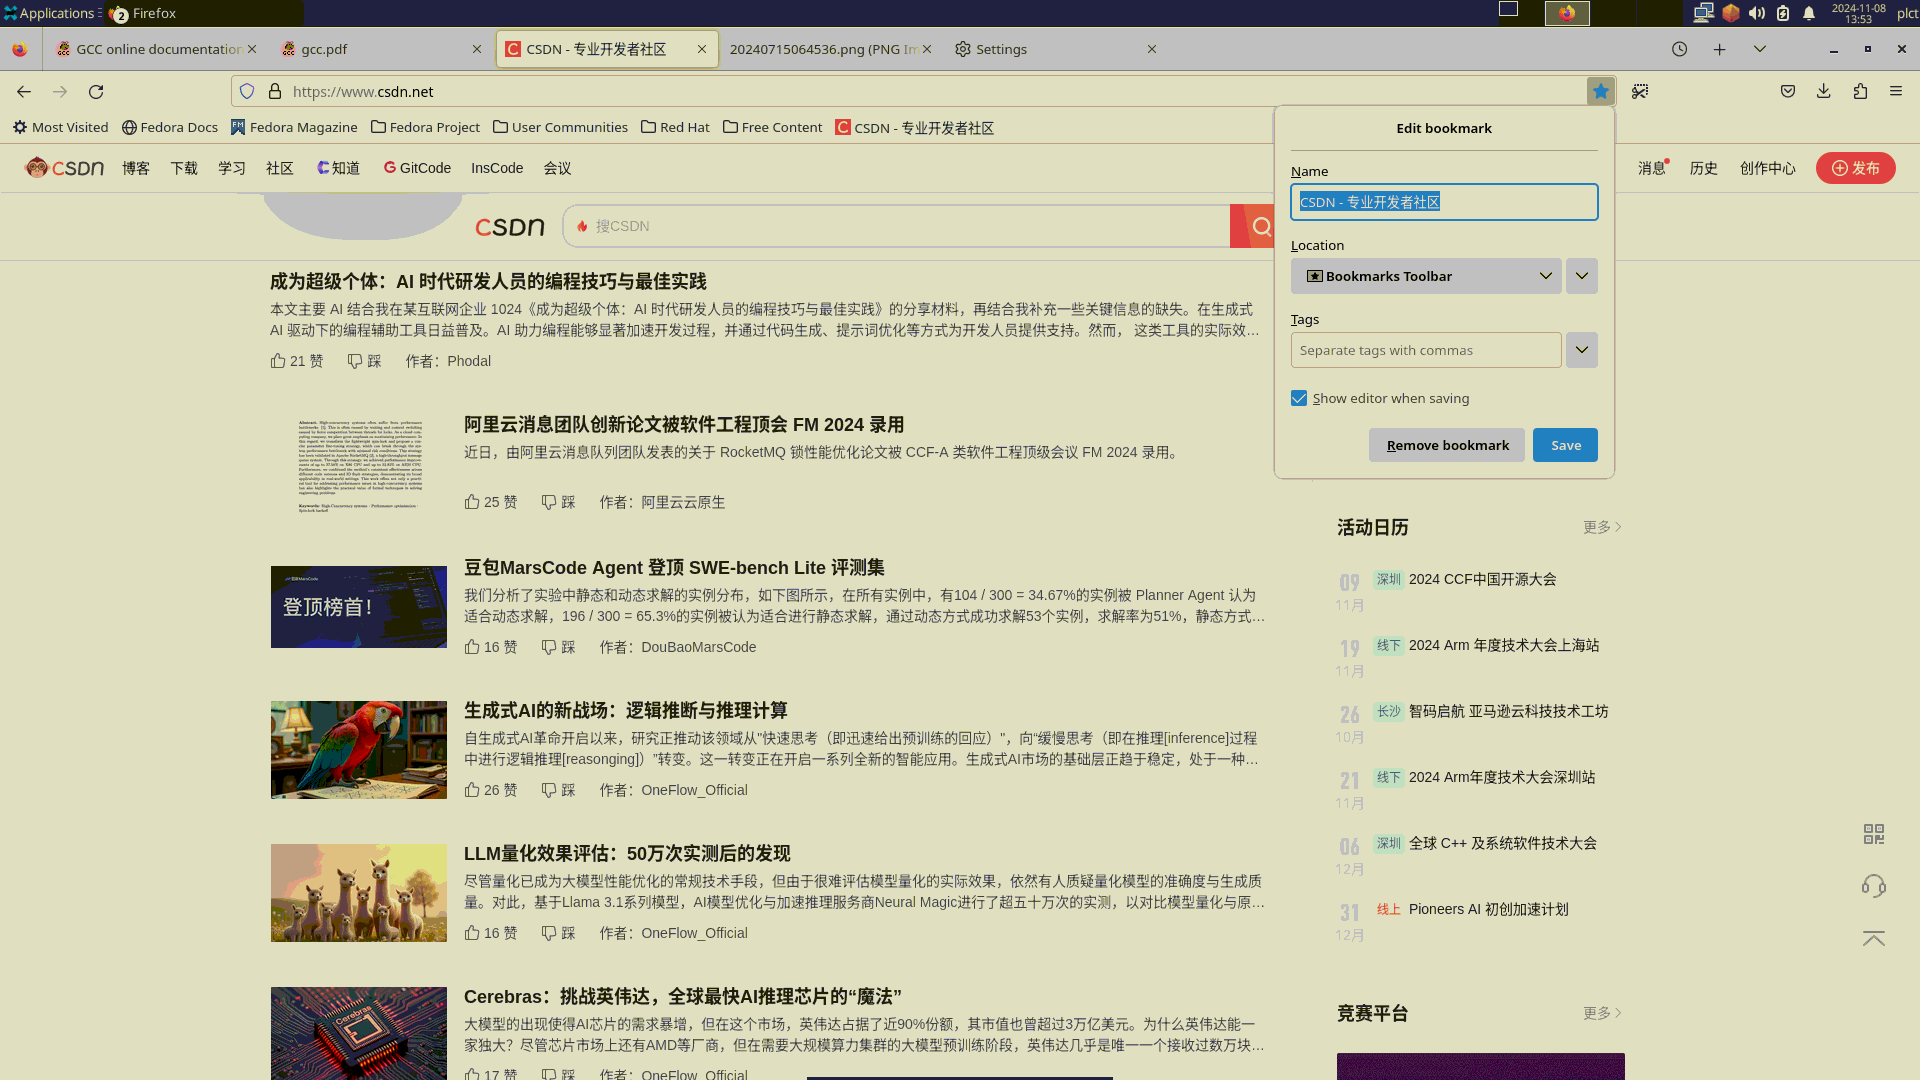 Applications
2 Firefox
2024-11-08
13:53
plct
GCC online documentation
gcc.pdf
CSDN - 专业开发者社区
20240715064536.png (PNG Im
Settings
https://www.csdn.net
Most Visited
Fedora Docs
Fedora Magazine
Fedora Project
User Communities
Red Hat
Free Content
CSDN - 专业开发者社区
CSDN
博客
下载
学习
社区
C知道
GitCode
InsCode
会议
消息
历史
创作中心
发布
CSDN
搜CSDN
Edit bookmark
Name
CSDN - 专业开发者社区
Location
Bookmarks Toolbar
Tags
Separate tags with commas
Show editor when saving
Remove bookmark
Save
成为超级个体：AI 时代研发人员的编程技巧与最佳实践
本文主要 AI 结合我在某互联网企业 1024《成为超级个体：AI 时代研发人员的编程技巧与最佳实践》的分享材料，再结合我补充一些关键信息的缺失。在生成式
AI 驱动下的编程辅助工具日益普及。AI 助力编程能够显著加速开发过程，并通过代码生成、提示词优化等方式为开发人员提供支持。然而， 这类工具的实际效…
21 赞
踩
作者：Phodal
阿里云消息团队创新论文被软件工程顶会 FM 2024 录用
近日，由阿里云消息队列团队发表的关于 RocketMQ 锁性能优化论文被 CCF-A 类软件工程顶级会议 FM 2024 录用。
25 赞
踩
作者：阿里云云原生
登顶榜首！
豆包MarsCode Agent 登顶 SWE-bench Lite 评测集
我们分析了实验中静态和动态求解的实例分布，如下图所示，在所有实例中，有104 / 300 = 34.67%的实例被 Planner Agent 认为
适合动态求解，196 / 300 = 65.3%的实例被认为适合进行静态求解，通过动态方式成功求解53个实例，求解率为51%，静态方式…
16 赞
踩
作者：DouBaoMarsCode
生成式AI的新战场：逻辑推断与推理计算
自生成式AI革命开启以来，研究正推动该领域从"快速思考（即迅速给出预训练的回应）"，向“缓慢思考（即在推理[inference]过程
中进行逻辑推理[reasonging]）”转变。这一转变正在开启一系列全新的智能应用。生成式AI市场的基础层正趋于稳定，处于一种…
26 赞
踩
作者：OneFlow_Official
LLM量化效果评估：50万次实测后的发现
尽管量化已成为大模型性能优化的常规技术手段，但由于很难评估模型量化的实际效果，依然有人质疑量化模型的准确度与生成质
量。对此，基于Llama 3.1系列模型，AI模型优化与加速推理服务商Neural Magic进行了超五十万次的实测，以对比模型量化与原…
16 赞
踩
作者：OneFlow_Official
Cerebras
Cerebras：挑战英伟达，全球最快AI推理芯片的“魔法”
大模型的出现使得AI芯片的需求暴增，但在这个市场，英伟达占据了近90%份额，其市值也曾超过3万亿美元。为什么英伟达能一
家独大？尽管芯片市场上还有AMD等厂商，但在需要大规模算力集群的大模型预训练阶段，英伟达几乎是唯一一个接收过数万块…
17 赞
踩
作者：OneFlow_Official
活动日历
更多
09
11月
深圳
2024 CCF中国开源大会
19
11月
线下
2024 Arm 年度技术大会上海站
26
10月
长沙
智码启航 亚马逊云科技技术工坊
21
11月
线下
2024 Arm年度技术大会深圳站
06
12月
深圳
全球 C++ 及系统软件技术大会
31
12月
线上
Pioneers AI 初创加速计划
竞赛平台
更多